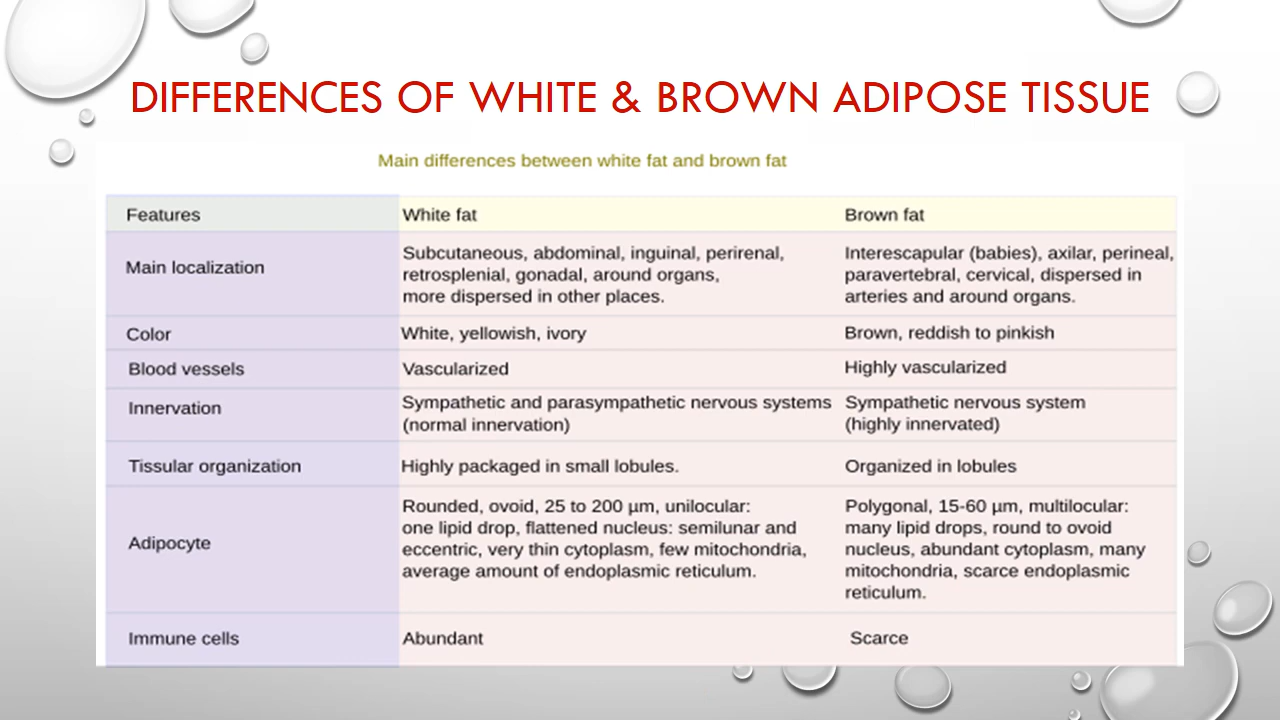 DIFFERENCES OF WHITE & BROWN ADIPOSE TISSUE
Main differences between white fat and brown fat
Features
White fat
Brown fat
Main localization
Subcutaneous, abdominal, inguinal, perirenal,
retrosplenial, gonadal, around organs,
more dispersed in other places.
Interescapular (babies), axilar, perineal,
paravertebral, cervical, dispersed in
arteries and around organs.
Color
White, yellowish, ivory
Brown, reddish to pinkish
Blood vessels
Vascularized
Highly vascularized
Innervation
Sympathetic and parasympathetic nervous systems
(normal innervation)
Sympathetic nervous system
(highly innervated)
Tissular organization
Highly packaged in small lobules.
Organized in lobules
Adipocyte
Rounded, ovoid, 25 to 200 µm, unilocular:
one lipid drop, flattened nucleus: semilunar and
eccentric, very thin cytoplasm, few mitochondria,
average amount of endoplasmic reticulum.
Polygonal, 15-60 µm, multilocular:
many lipid drops, round to ovoid
nucleus, abundant cytoplasm, many
mitochondria, scarce endoplasmic
reticulum.
Immune cells
Abundant
Scarce